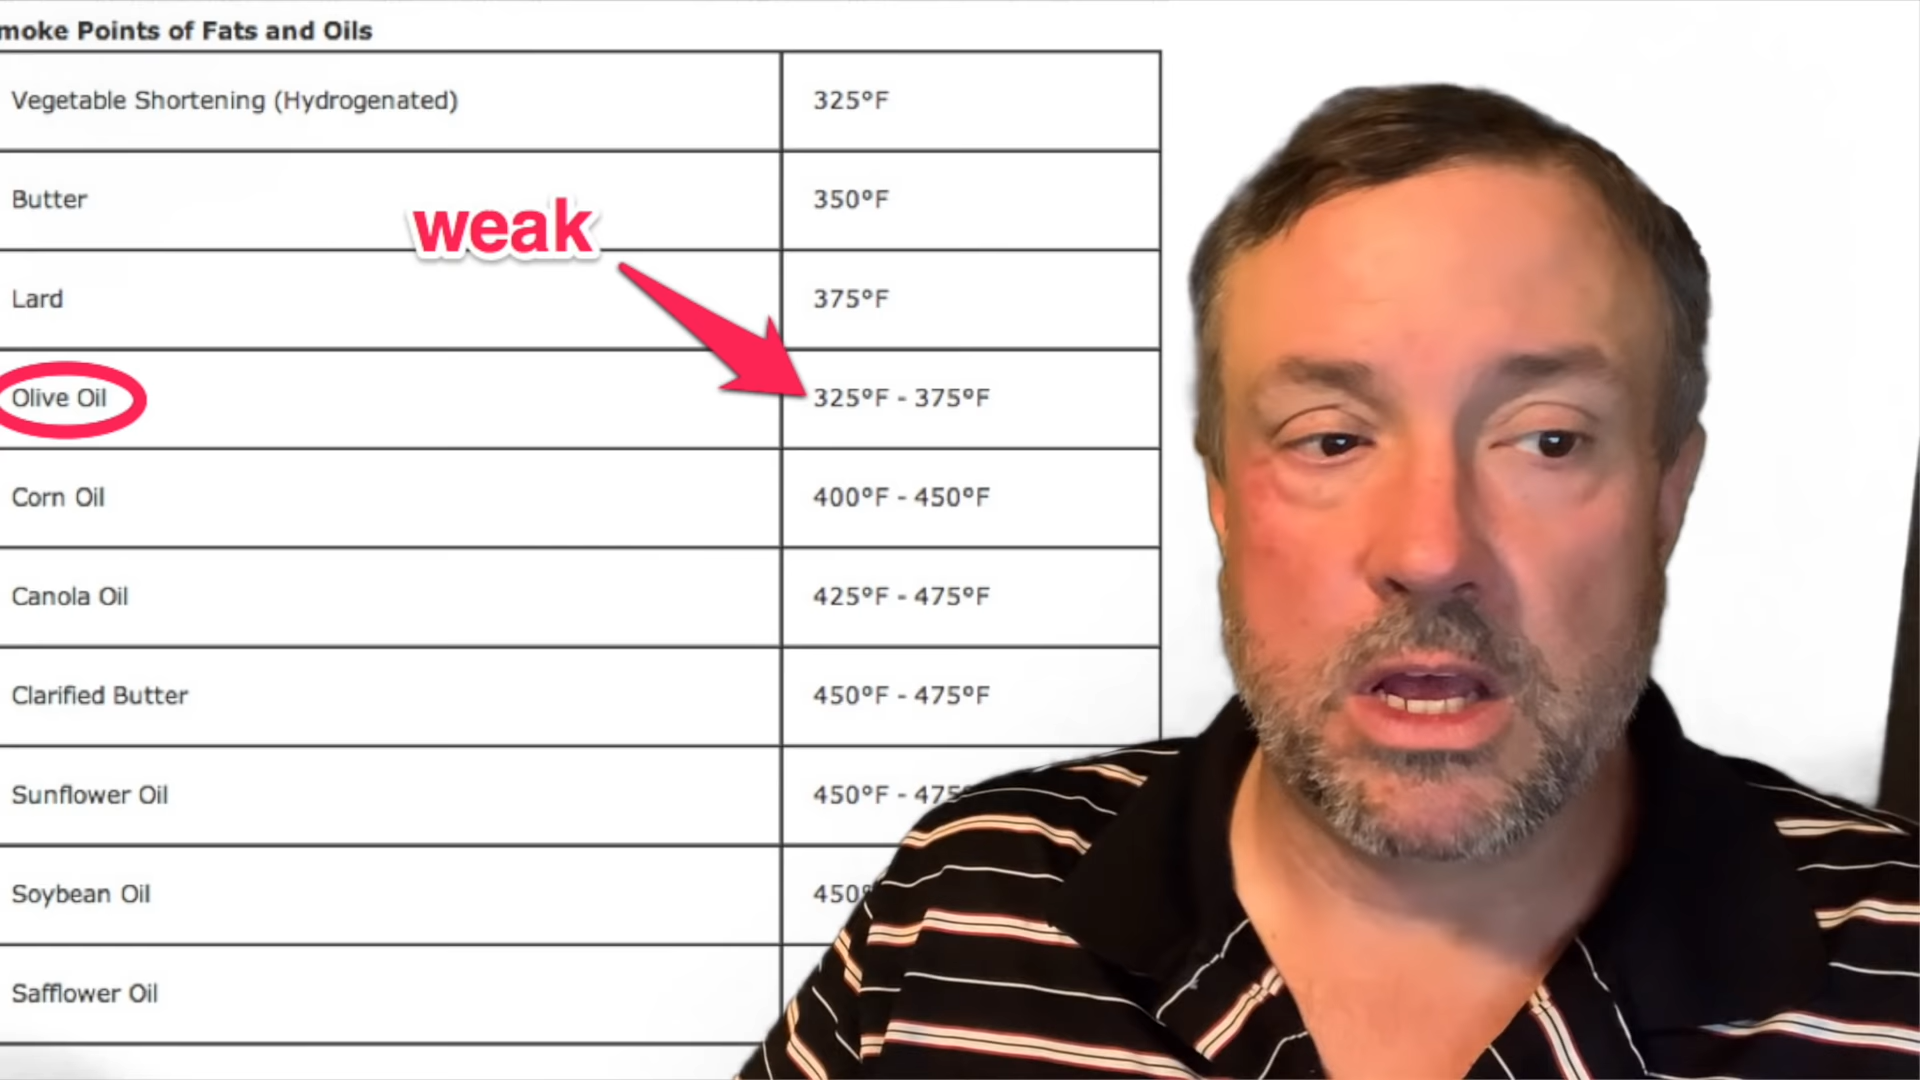 moke Points of Fats and Oils
Vegetable Shortening (Hydrogenated) 325°F
Butter 350°F
weak
Lard 375°F
Olive Oil 325°F - 375°F
Corn Oil 400°F - 450°F
Canola Oil 425°F - 475°F
Clarified Butter 450°F - 475°F
Sunflower Oil 450°F - 475
Soybean Oil 450
Safflower Oil